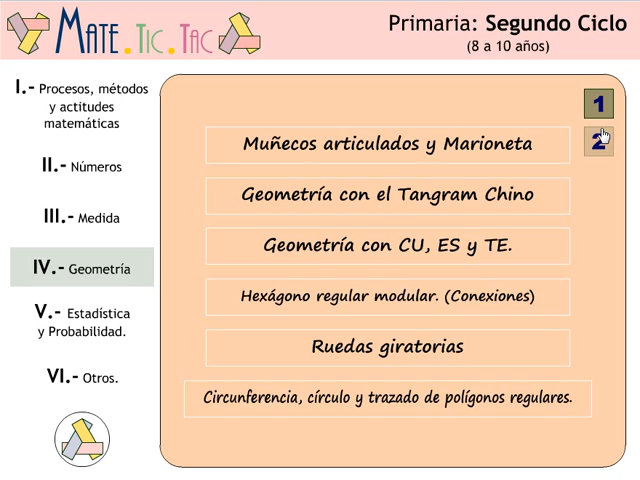 MATE.TIC.TAC
Primaria: Segundo Ciclo
(8 a 10 años)
I.- Procesos, métodos
y actitudes
matemáticas
II.- Números
III.- Medida
IV.- Geometría
V.- Estadística
y Probabilidad.
VI.- Otros.
1
2
Muñecos articulados y Marioneta
Geometría con el Tangram Chino
Geometría con CU, ES y TE.
Hexágono regular modular. (Conexiones)
Ruedas giratorias
Circunferencia, círculo y trazado de polígonos regulares.